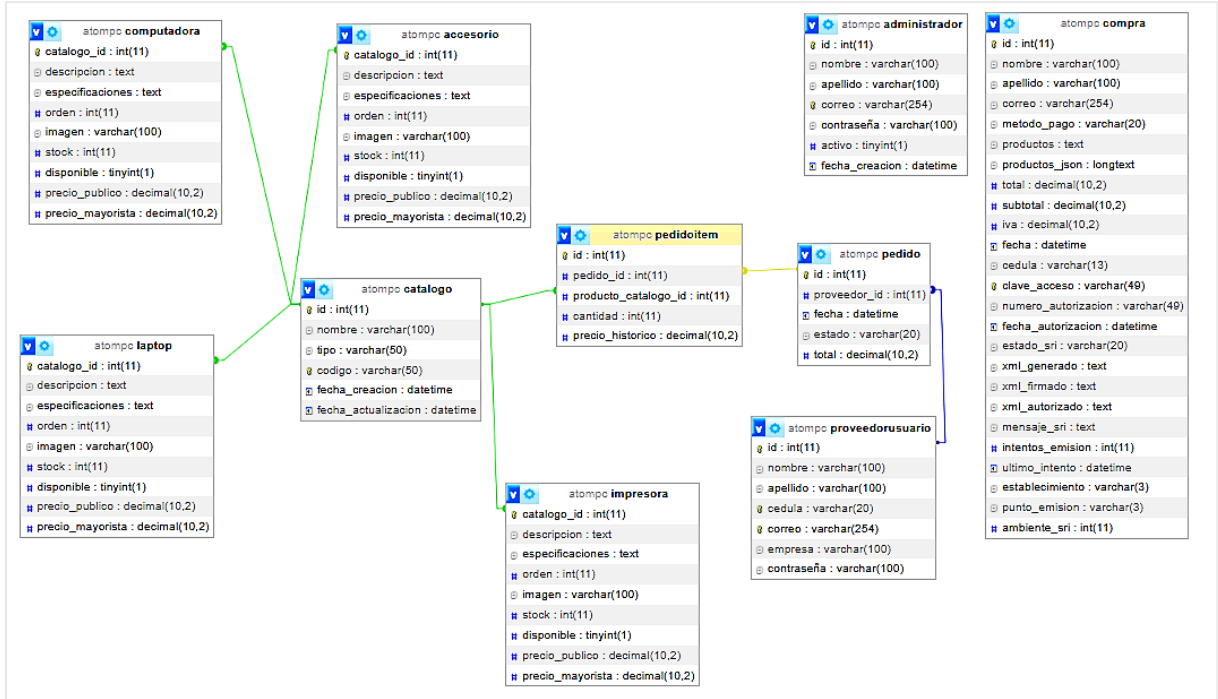 atompc computadora
catalogo_id : int(11)
descripcion : text
especificaciones : text
orden : int(11)
imagen : varchar(100)
stock : int(11)
disponible : tinyint(1)
precio_publico : decimal(10,2)
precio_mayorista : decimal(10,2)
atompc accesorio
catalogo_id : int(11)
descripcion : text
especificaciones : text
orden : int(11)
imagen : varchar(100)
stock : int(11)
disponible : tinyint(1)
precio_publico : decimal(10,2)
precio_mayorista : decimal(10,2)
atompc administrador
id : int(11)
nombre : varchar(100)
apellido : varchar(100)
correo : varchar(254)
contraseña : varchar(100)
activo : tinyint(1)
fecha_creacion : datetime
atompc compra
id : int(11)
nombre : varchar(100)
apellido : varchar(100)
correo : varchar(254)
metodo_pago : varchar(20)
productos : text
productos_json : longtext
total : decimal(10,2)
subtotal : decimal(10,2)
iva : decimal(10,2)
fecha : datetime
cedula : varchar(13)
clave_acceso : varchar(49)
numero_autorizacion : varchar(49)
fecha_autorizacion : datetime
estado_sri : varchar(20)
xml_generado : text
xml_firmado : text
xml_autorizado : text
mensaje_sri : text
intentos_emision : int(11)
ultimo_intento : datetime
establecimiento : varchar(3)
punto_emision : varchar(3)
ambiente_sri : int(11)
atompc pedidoitem
id : int(11)
pedido_id : int(11)
producto_catalogo_id : int(11)
cantidad : int(11)
precio_historico : decimal(10,2)
atompc pedido
id : int(11)
proveedor_id : int(11)
fecha : datetime
estado : varchar(20)
total : decimal(10,2)
atompc catalogo
id : int(11)
nombre : varchar(100)
tipo : varchar(50)
codigo : varchar(50)
fecha_creacion : datetime
fecha_actualizacion : datetime
atompc laptop
catalogo_id : int(11)
descripcion : text
especificaciones : text
orden : int(11)
imagen : varchar(100)
stock : int(11)
disponible : tinyint(1)
precio_publico : decimal(10,2)
precio_mayorista : decimal(10,2)
atompc proveedorusuario
id : int(11)
nombre : varchar(100)
apellido : varchar(100)
cedula : varchar(20)
correo : varchar(254)
empresa : varchar(100)
contraseña : varchar(100)
atompc impresora
catalogo_id : int(11)
descripcion : text
especificaciones : text
orden : int(11)
imagen : varchar(100)
stock : int(11)
disponible : tinyint(1)
precio_publico : decimal(10,2)
precio_mayorista : decimal(10,2)